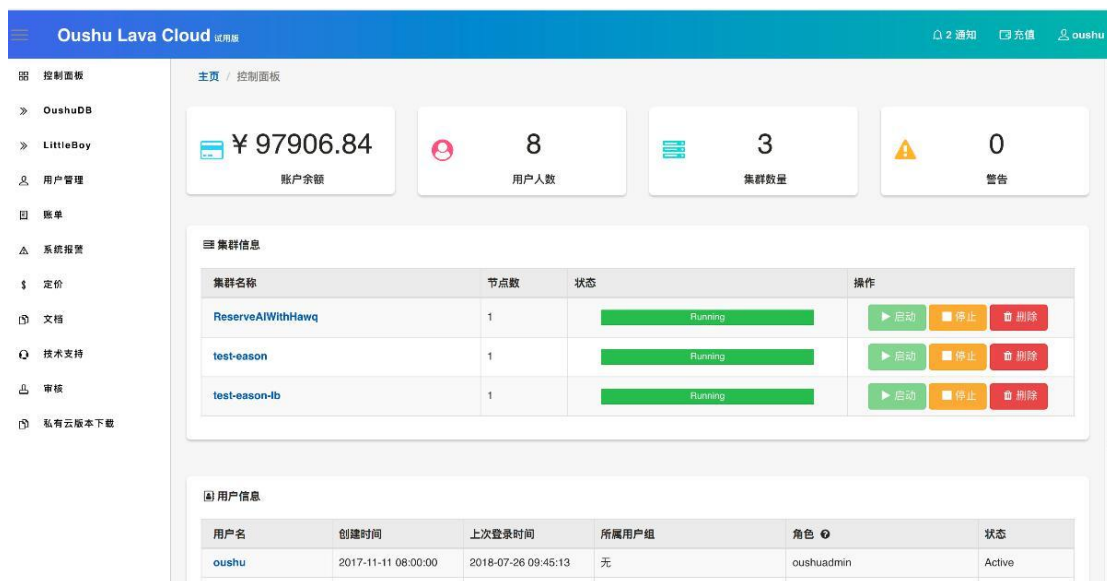 Oushu Lava Cloud 试用版
2 通知 充值 oushu
控制面板
OushuDB
LittleBoy
用户管理
账单
系统报警
定价
文档
技术支持
审核
私有云版本下载
主页 / 控制面板
¥ 97906.84
账户余额
8
用户人数
3
集群数量
0
警告
集群信息
集群名称 节点数 状态 操作
ReserveAIWithHawq 1 Running 启动 停止 删除
test-eason 1 Running 启动 停止 删除
test-eason-lb 1 Running 启动 停止 删除
用户信息
用户名 创建时间 上次登录时间 所属用户组 角色 状态
oushu 2017-11-11 08:00:00 2018-07-26 09:45:13 无 oushuadmin Active